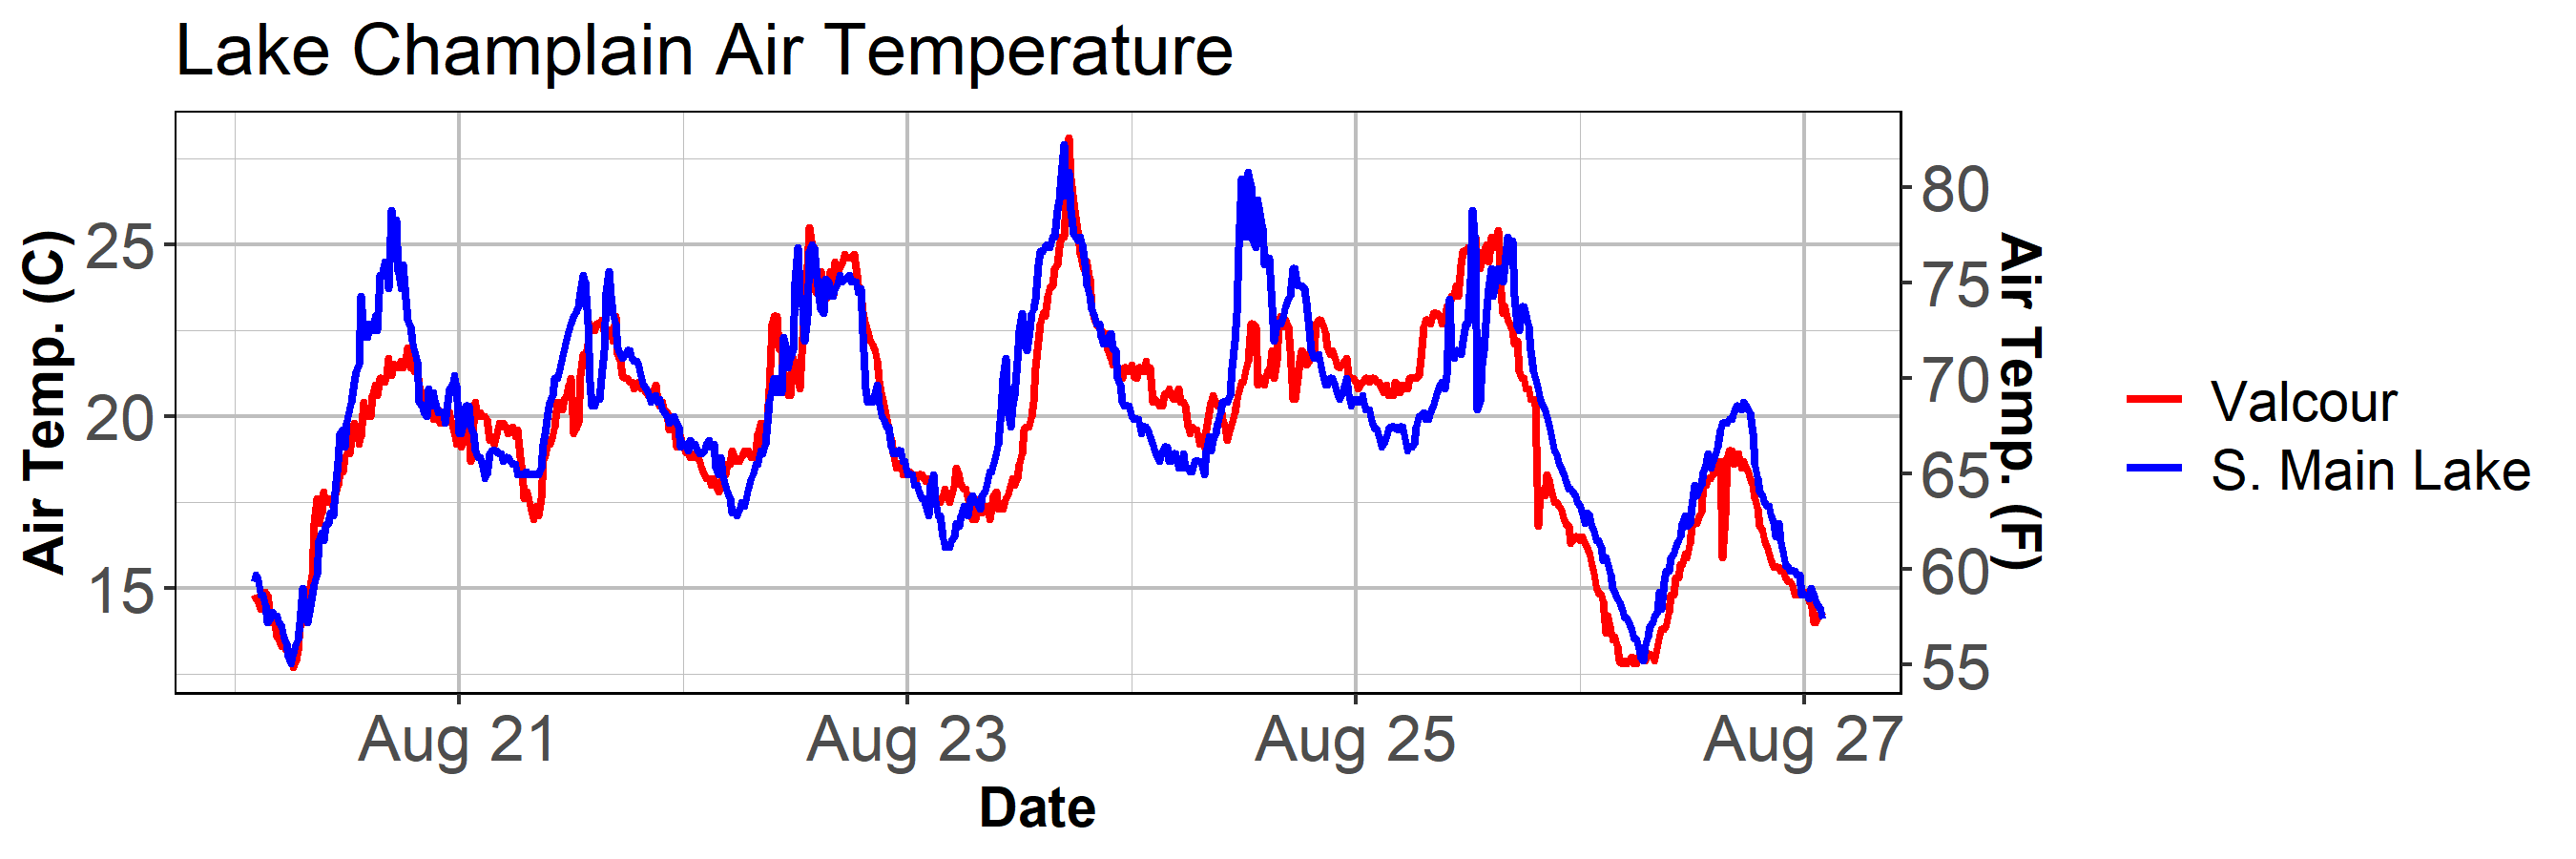 Lake Champlain Air Temperature
Air Temp. (C)
25
20
15
80
75
70
65
60
55
Air Temp. (F)
Aug 21
Aug 23
Aug 25
Aug 27
Date
Valcour
S. Main Lake